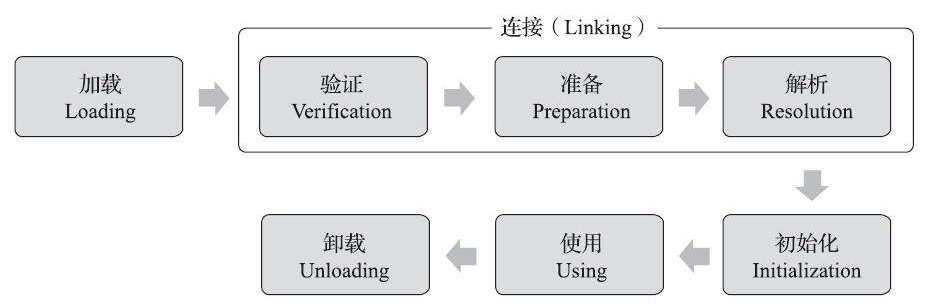 连接（Linking）
加载
Loading
验证
Verification
准备
Preparation
解析
Resolution
初始化
Initialization
使用
Using
卸载
Unloading